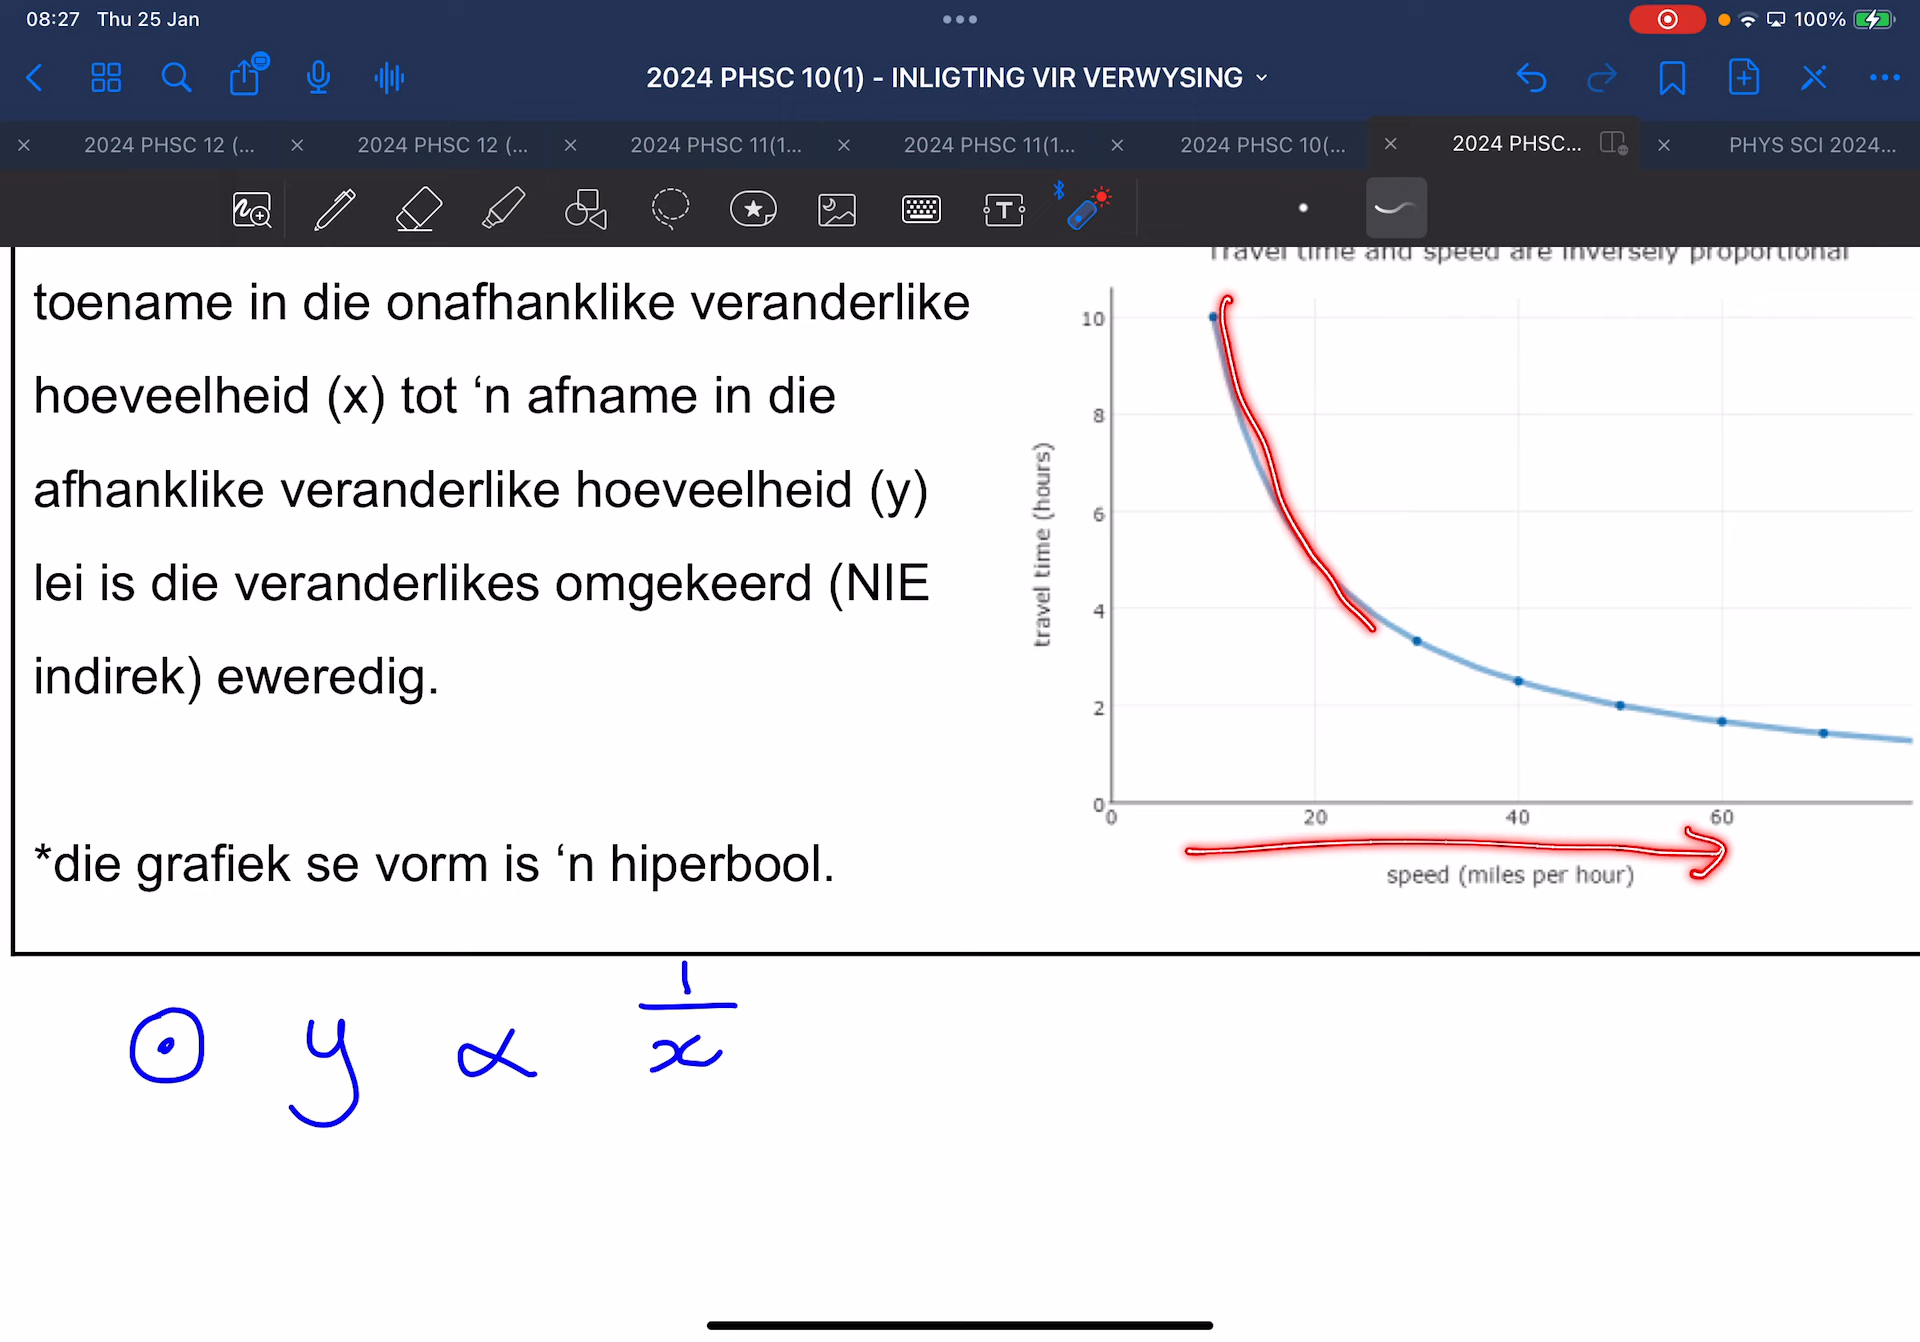 08:27 Thu 25 Jan
100%
2024 PHSC 10(1) - INLIGTING VIR VERWYSING
2024 PHSC 12 (...
2024 PHSC 12 (...
2024 PHSC 11(1...
2024 PHSC 11(1...
2024 PHSC 10(...
2024 PHSC...
PHYS SCI 2024...
toename in die onafhanklike veranderlike
hoeveelheid (x) tot ‘n afname in die
afhanklike veranderlike hoeveelheid (y)
lei is die veranderlikes omgekeerd (NIE
indirek) eweredig.
*die grafiek se vorm is ‘n hiperbool.
Travel time and speed are inversely proportional
travel time (hours)
10
8
6
4
2
0
0 20 40 60
speed (miles per hour)
y ∝ 1/x